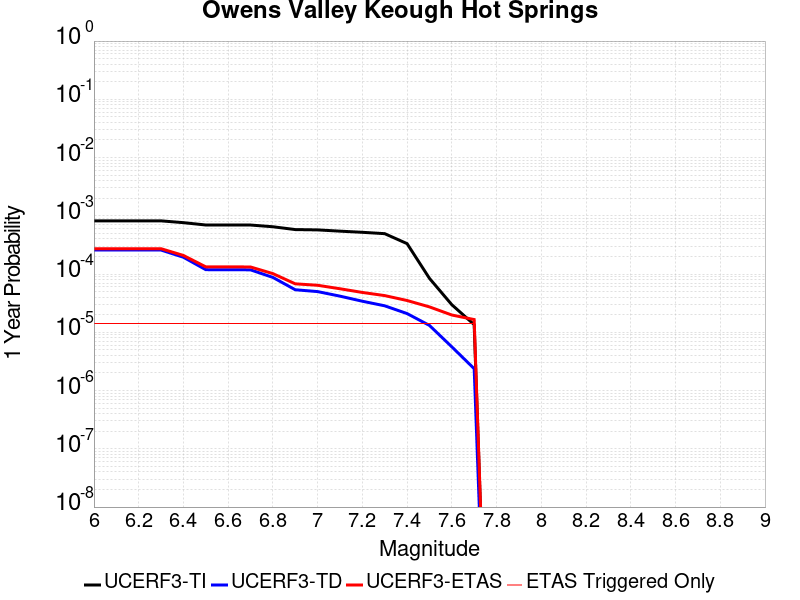 Owens Valley Keough Hot Springs
10^0
10^-1
10^-2
10^-3
10^-4
10^-5
10^-6
10^-7
10^-8
1 Year Probability
6 6.2 6.4 6.6 6.8 7 7.2 7.4 7.6 7.8 8 8.2 8.4 8.6 8.8 9
Magnitude
UCERF3-TI UCERF3-TD UCERF3-ETAS ETAS Triggered Only